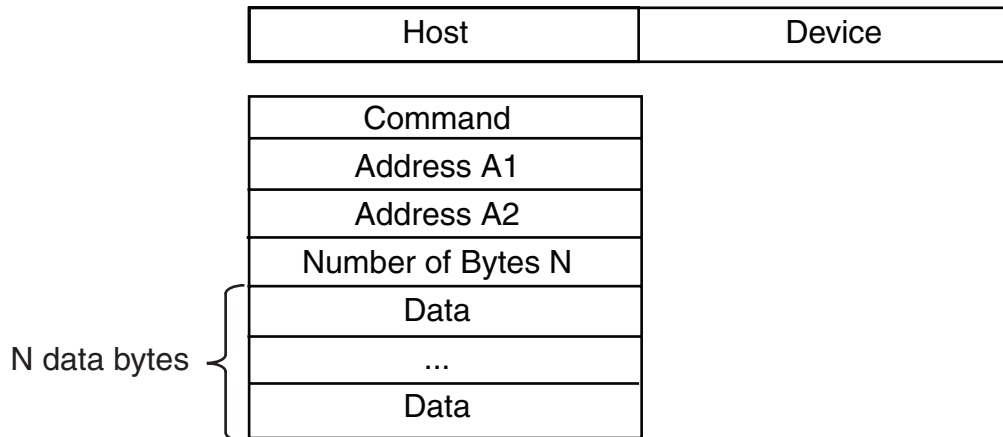 Host
Device
Command
Address A1
Address A2
Number of Bytes N
Data
N data bytes
...
Data